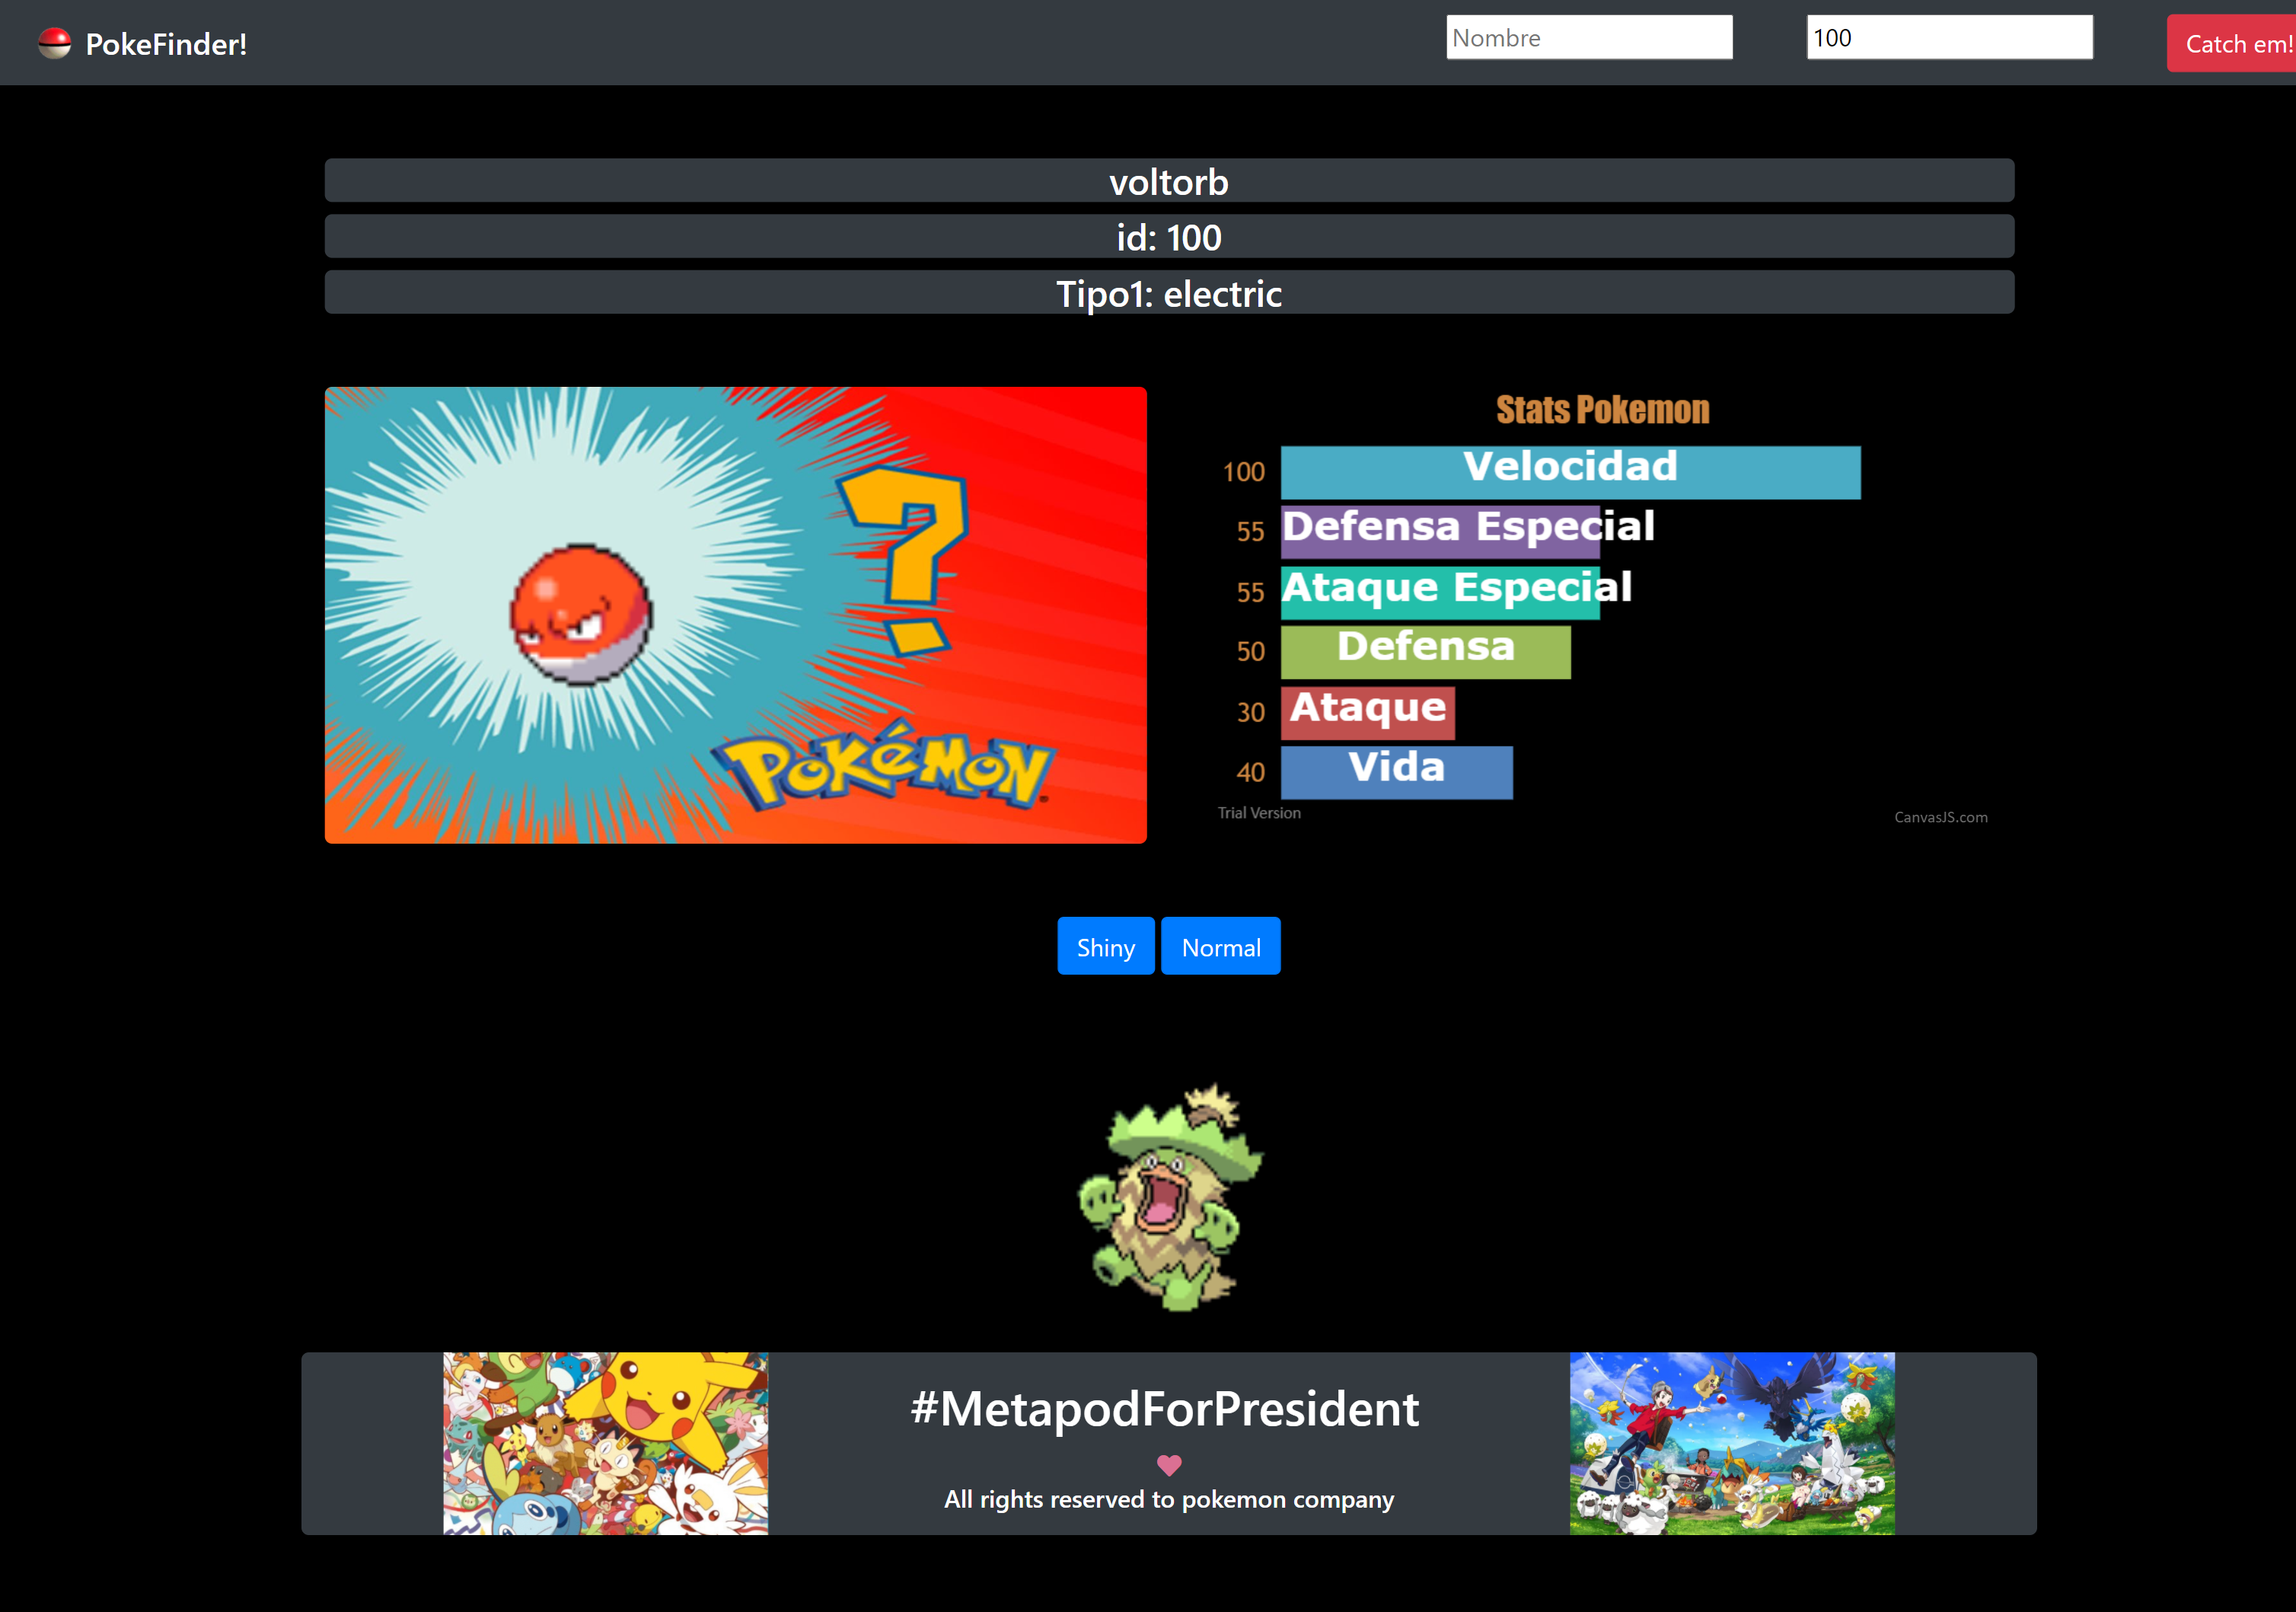 PokeFinder!
Nombre
100
Catch em!
voltorb
id: 100
Tipo1: electric
?
POKéMON
Stats Pokemon
100 Velocidad
55 Defensa Especial
55 Ataque Especial
50 Defensa
30 Ataque
40 Vida
Trial Version
CanvasJS.com
Shiny
Normal
#MetapodForPresident
All rights reserved to pokemon company